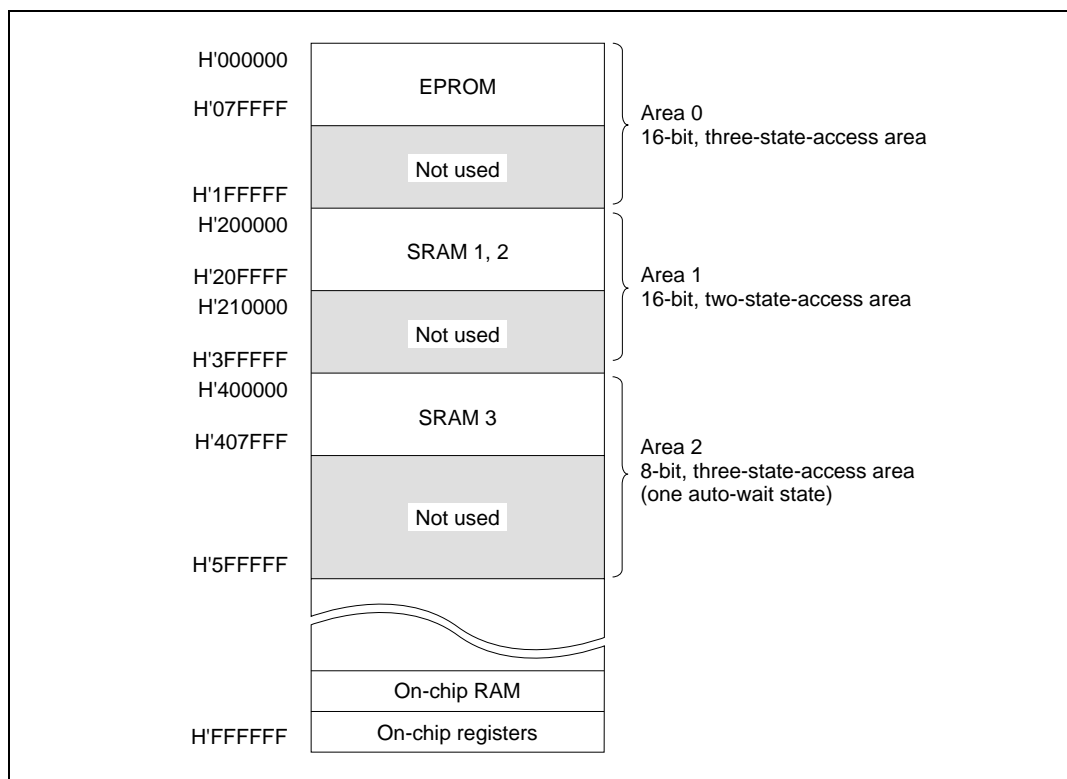 H'000000
EPROM
H'07FFFF
Area 0
16-bit, three-state-access area
Not used
H'1FFFFF
H'200000
SRAM 1, 2
H'20FFFF
Area 1
16-bit, two-state-access area
H'210000
Not used
H'3FFFFF
H'400000
SRAM 3
H'407FFF
Area 2
8-bit, three-state-access area
(one auto-wait state)
Not used
H'5FFFFF
On-chip RAM
On-chip registers
H'FFFFFF